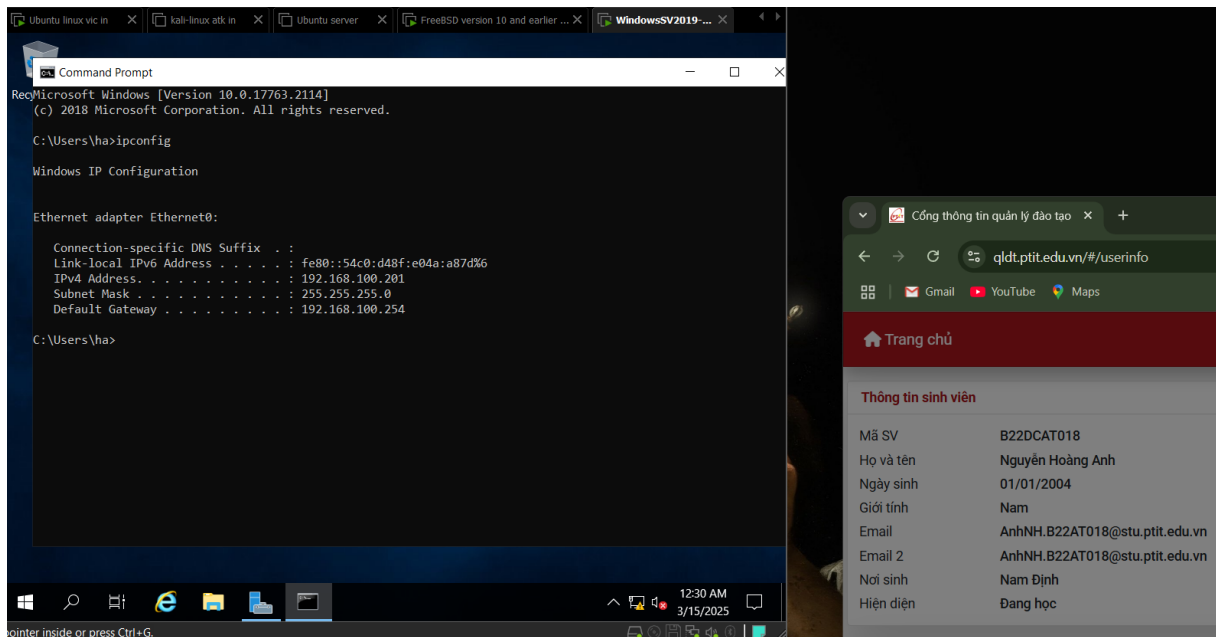 Ubuntu linux vic in
kali-linux atk in
Ubuntu server
FreeBSD version 10 and earlier ...
WindowsSV2019-...
Command Prompt
Microsoft Windows [Version 10.0.17763.2114]
(c) 2018 Microsoft Corporation. All rights reserved.
C:\Users\ha>ipconfig
Windows IP Configuration
Ethernet adapter Ethernet0:
Connection-specific DNS Suffix . :
Link-local IPv6 Address . . . . . : fe80::54c0:d48f:e04a:a87d%6
IPv4 Address. . . . . . . . . . . : 192.168.100.201
Subnet Mask . . . . . . . . . . . : 255.255.255.0
Default Gateway . . . . . . . . . : 192.168.100.254
C:\Users\ha>
12:30 AM
3/15/2025
pointer inside or press Ctrl+G.
Cổng thông tin quản lý đào tạo
qldt.ptit.edu.vn/#/userinfo
Gmail
YouTube
Maps
Trang chủ
Thông tin sinh viên
Mã SV B22DCAT018
Họ và tên Nguyễn Hoàng Anh
Ngày sinh 01/01/2004
Giới tính Nam
Email AnhNH.B22AT018@stu.ptit.edu.vn
Email 2 AnhNH.B22AT018@stu.ptit.edu.vn
Nơi sinh Nam Định
Hiện diện Đang học